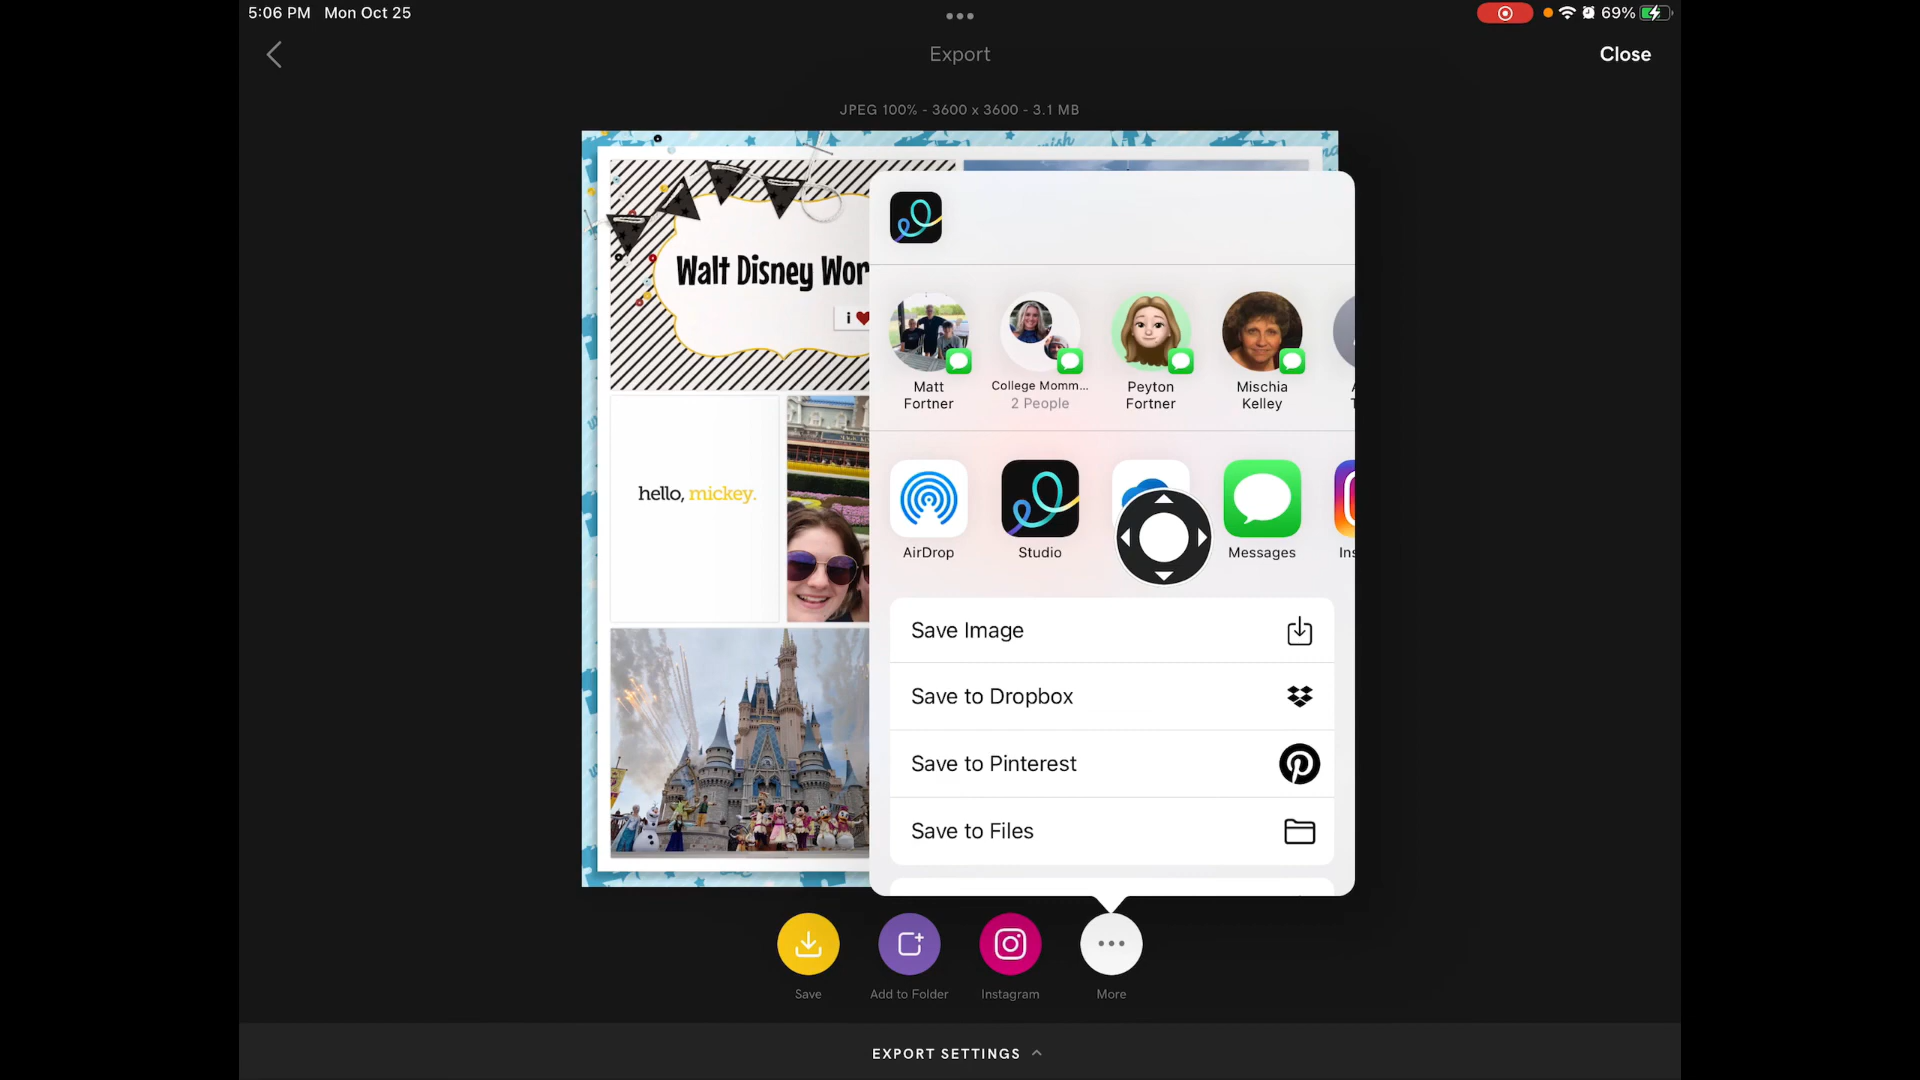 5:06 PM Mon Oct 25
69%
Export
Close
JPEG 100% - 3600 x 3600 - 3.1 MB
Walt Disney Wor
i
hello, mickey.
Matt
Fortner
College Momm...
2 People
Peyton
Fortner
Mischia
Kelley
AirDrop
Studio
Messages
Ins
Save Image
Save to Dropbox
Save to Pinterest
Save to Files
Save
Add to Folder
Instagram
More
EXPORT SETTINGS